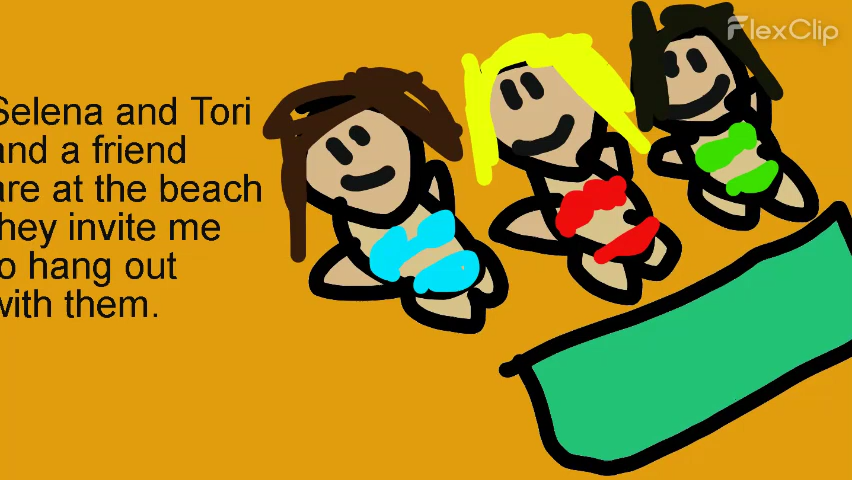 Selena and Tori
and a friend
are at the beach
they invite me
to hang out
with them.
FlexClip